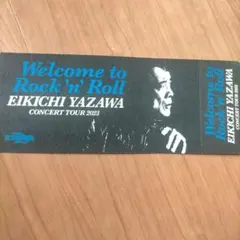 Welcome to
Rock 'n' Roll
EIKICHI YAZAWA
CONCERT TOUR 2023
Welcome to
Rock 'n' Roll
EIKICHI YAZAWA
CONCERT TOUR 2023